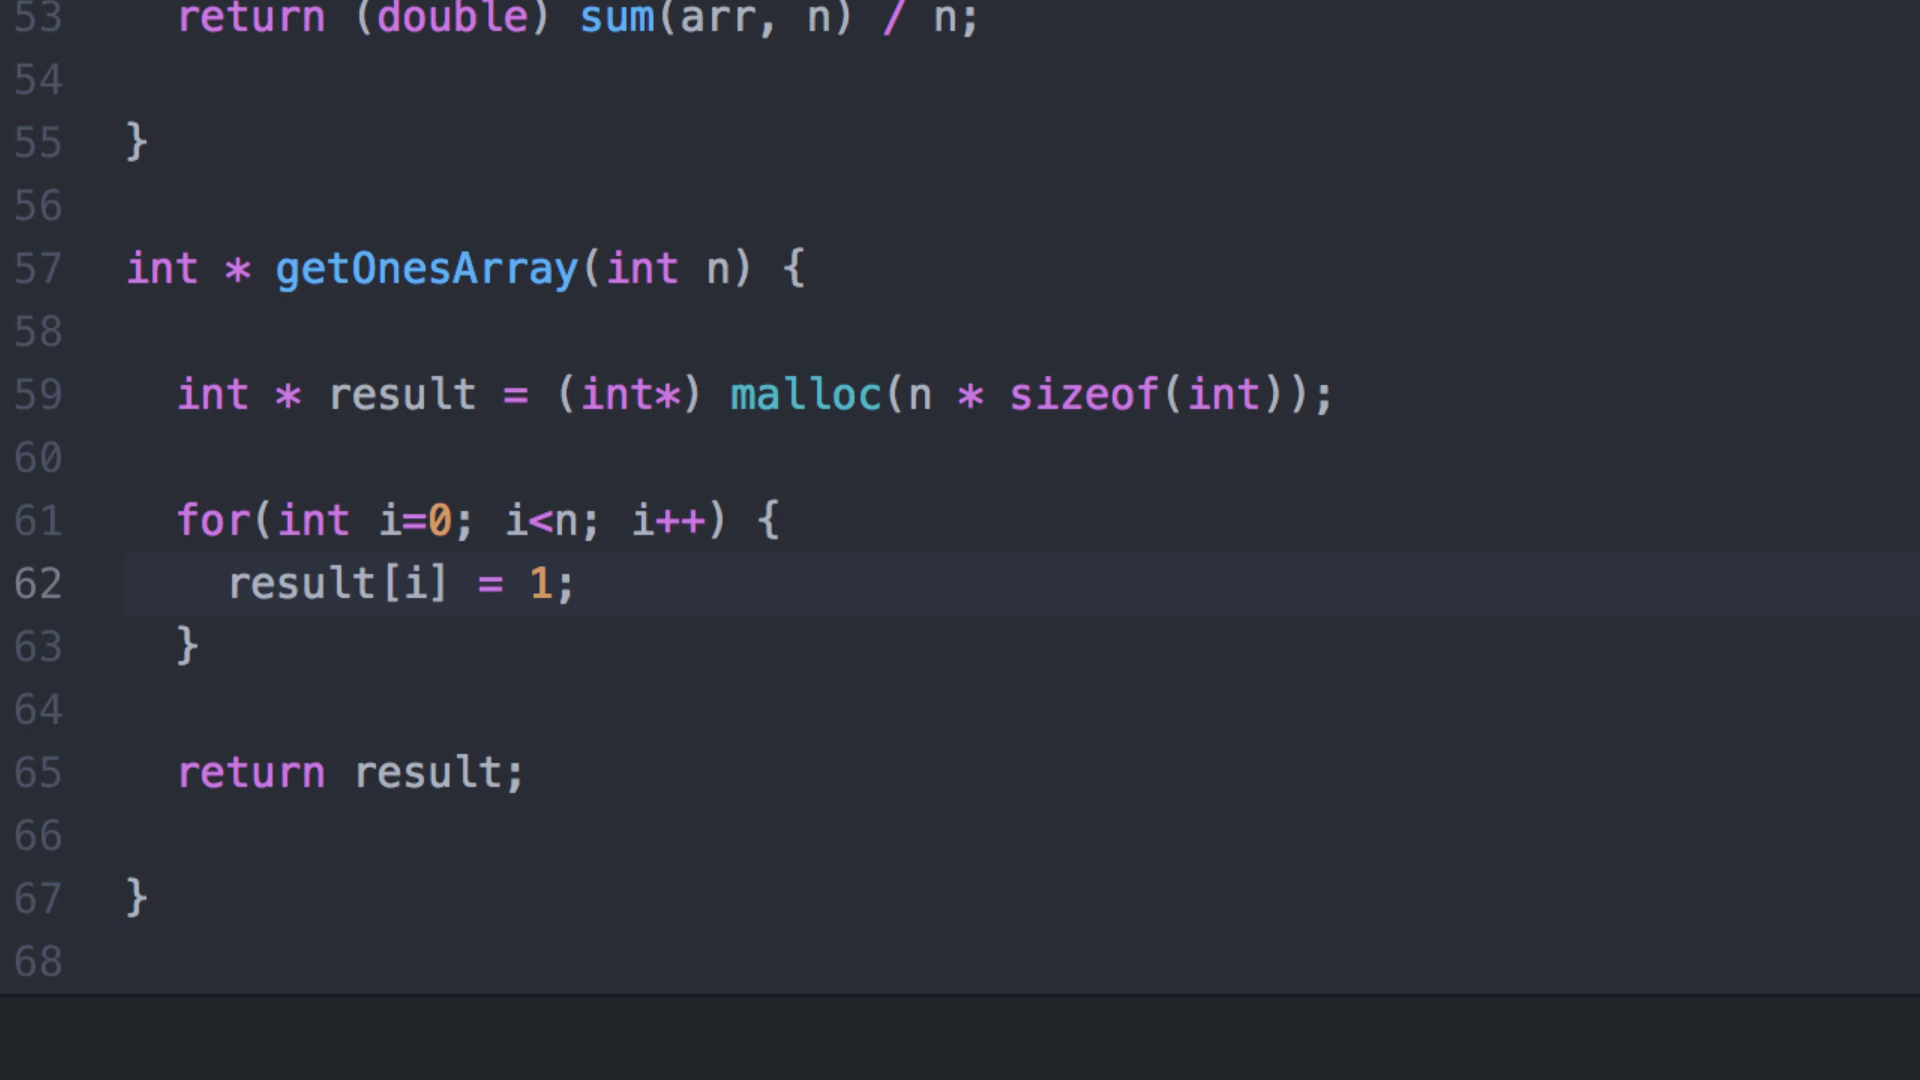 53 return (double) sum(arr, n) / n;
54
55 }
56
57 int * getOnesArray(int n) {
58
59 int * result = (int*) malloc(n * sizeof(int));
60
61 for(int i=0; i<n; i++) {
62 result[i] = 1;
63 }
64
65 return result;
66
67 }
68